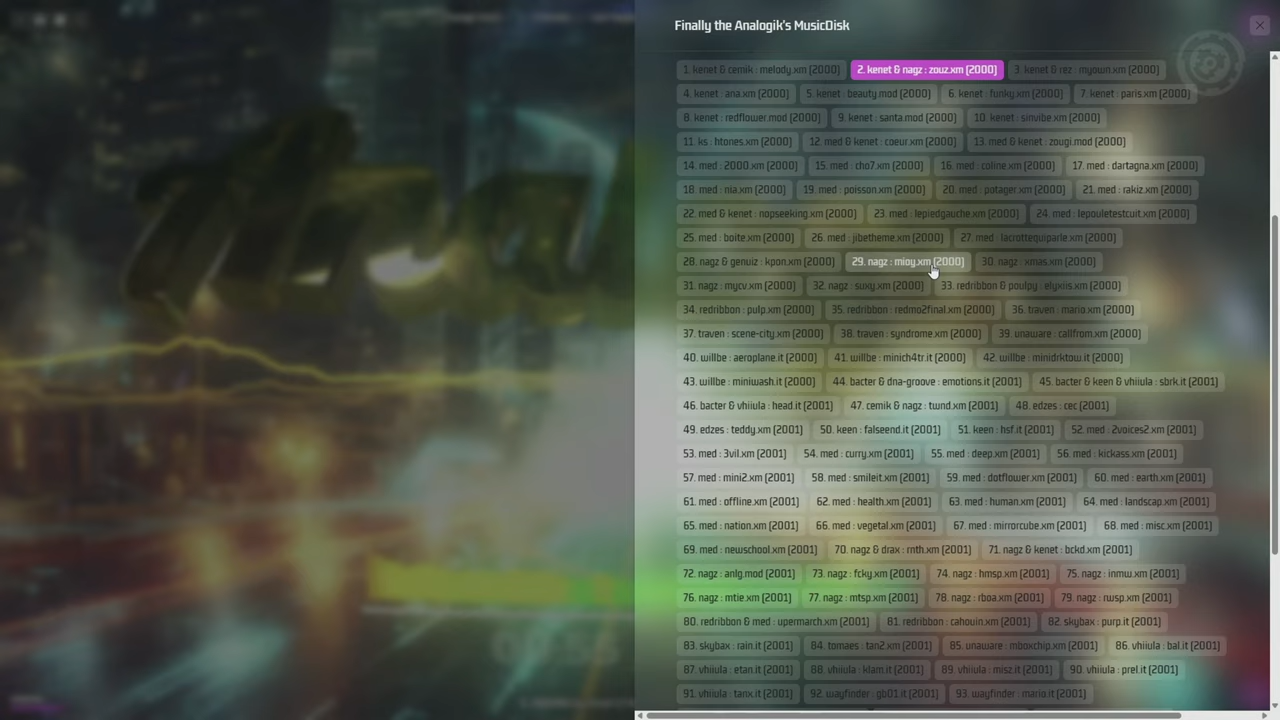 Finally the Analogik's MusicDisk
1. kenet & cemik : melody.xm (2000) 2. kenet & nagz : zouz.xm (2000) 3. kenet & rez : myown.xm (2000)
4. kenet : ana.xm (2000) 5. kenet : beauty.mod (2000) 6. kenet : funky.xm (2000) 7. kenet : paris.xm (2000)
8. kenet : redflower.mod (2000) 9. kenet : santa.mod (2000) 10. kenet : sinvibe.xm (2000)
11. ks : htones.xm (2000) 12. med & kenet : coeur.xm (2000) 13. med & kenet : zougi.mod (2000)
14. med : 2000.xm (2000) 15. med : cho7.xm (2000) 16. med : coline.xm (2000) 17. med : dartagna.xm (2000)
18. med : nia.xm (2000) 19. med : poisson.xm (2000) 20. med : potager.xm (2000) 21. med : rakiz.xm (2000)
22. med & kenet : nopseeking.xm (2000) 23. med : lepiedgauche.xm (2000) 24. med : lepouletestcuit.xm (2000)
25. med : boite.xm (2000) 26. med : jibetheme.xm (2000) 27. med : lacrottequiparle.xm (2000)
28. nagz & genuiz : kpon.xm (2000) 29. nagz : mioy.xm (2000) 30. nagz : xmas.xm (2000)
31. nagz : mycv.xm (2000) 32. nagz : suxy.xm (2000) 33. redribbon & poulpy : elyxiis.xm (2000)
34. redribbon : pulp.xm (2000) 35. redribbon : redmo2final.xm (2000) 36. traven : mario.xm (2000)
37. traven : scene-city.xm (2000) 38. traven : syndrome.xm (2000) 39. unaware : callfrom.xm (2000)
40. willbe : aeroplane.it (2000) 41. willbe : minich4tr.it (2000) 42. willbe : minidrktow.it (2000)
43. willbe : miniwash.it (2000) 44. bacter & dna-groove : emotions.it (2001) 45. bacter & keen & vhiiula : sbrk.it (2001)
46. bacter & vhiiula : head.it (2001) 47. cemik & nagz : twnd.xm (2001) 48. edzes : cec (2001)
49. edzes : teddy.xm (2001) 50. keen : falseend.it (2001) 51. keen : hsf.it (2001) 52. med : 2voices2.xm (2001)
53. med : 3vil.xm (2001) 54. med : curry.xm (2001) 55. med : deep.xm (2001) 56. med : kickass.xm (2001)
57. med : mini2.xm (2001) 58. med : smileit.xm (2001) 59. med : dotflower.xm (2001) 60. med : earth.xm (2001)
61. med : offline.xm (2001) 62. med : health.xm (2001) 63. med : human.xm (2001) 64. med : landscap.xm (2001)
65. med : nation.xm (2001) 66. med : vegetal.xm (2001) 67. med : mirrorcube.xm (2001) 68. med : misc.xm (2001)
69. med : newschool.xm (2001) 70. nagz & drax : mth.xm (2001) 71. nagz & kenet : bckd.xm (2001)
72. nagz : anlg.mod (2001) 73. nagz : fcky.xm (2001) 74. nagz : hmsp.xm (2001) 75. nagz : inmw.xm (2001)
76. nagz : mtie.xm (2001) 77. nagz : mtsp.xm (2001) 78. nagz : rboa.xm (2001) 79. nagz : rwsp.xm (2001)
80. redribbon & med : upermarch.xm (2001) 81. redribbon : cahouin.xm (2001) 82. skybax : purp.it (2001)
83. skybax : rain.it (2001) 84. tomaes : tan2.xm (2001) 85. unaware : mboxchip.xm (2001) 86. vhiiula : bal.it (2001)
87. vhiiula : etan.it (2001) 88. vhiiula : klam.it (2001) 89. vhiiula : misz.it (2001) 90. vhiiula : prel.it (2001)
91. vhiiula : tanx.it (2001) 92. wayfinder : gb01.it (2001) 93. wayfinder : mario.it (2001)